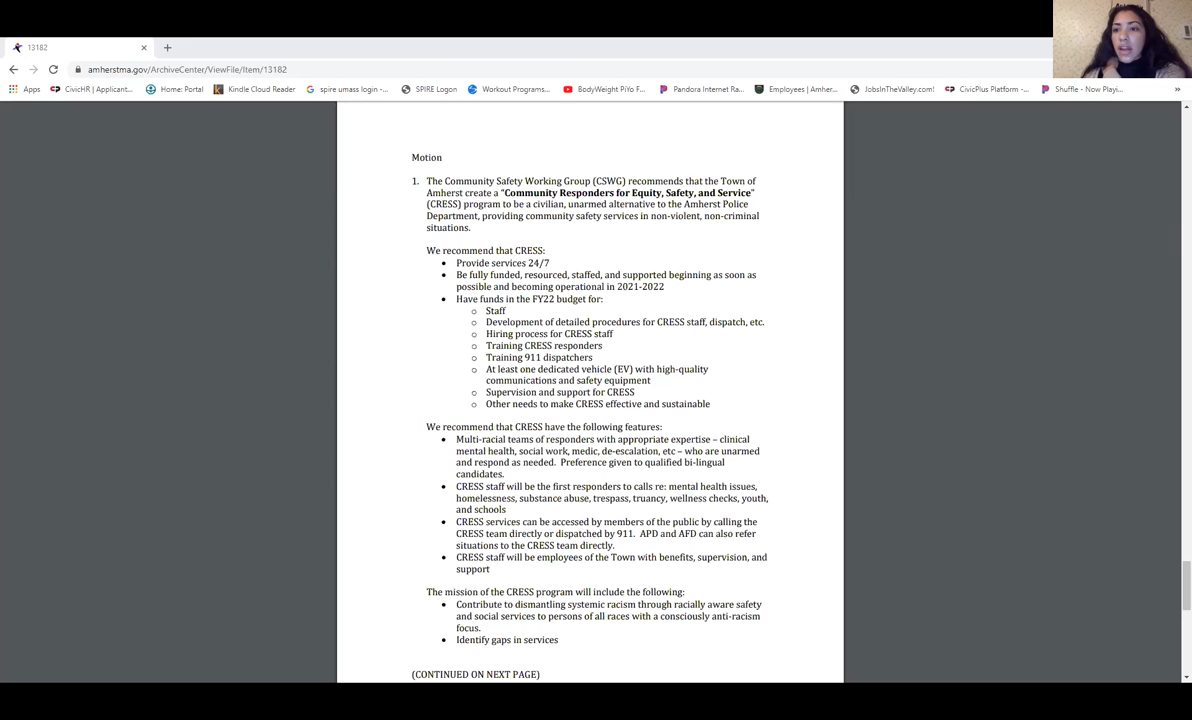 13182
amherstma.gov/ArchiveCenter/ViewFile/Item/13182
Apps CivicHR | Applicant... Home: Portal Kindle Cloud Reader spire umass login -... SPIRE Logon Workout Programs... BodyWeight PiYo F... Pandora Internet Ra... Employees | Amher... JobsInTheValley.com! CivicPlus Platform -... Shuffle - Now Playi... »
Motion
1. The Community Safety Working Group (CSWG) recommends that the Town of
Amherst create a "Community Responders for Equity, Safety, and Service"
(CRESS) program to be a civilian, unarmed alternative to the Amherst Police
Department, providing community safety services in non-violent, non-criminal
situations.
We recommend that CRESS:
• Provide services 24/7
• Be fully funded, resourced, staffed, and supported beginning as soon as
possible and becoming operational in 2021-2022
• Have funds in the FY22 budget for:
o Staff
o Development of detailed procedures for CRESS staff, dispatch, etc.
o Hiring process for CRESS staff
o Training CRESS responders
o Training 911 dispatchers
o At least one dedicated vehicle (EV) with high-quality
communications and safety equipment
o Supervision and support for CRESS
o Other needs to make CRESS effective and sustainable
We recommend that CRESS have the following features:
• Multi-racial teams of responders with appropriate expertise – clinical
mental health, social work, medic, de-escalation, etc – who are unarmed
and respond as needed. Preference given to qualified bi-lingual
candidates.
• CRESS staff will be the first responders to calls re: mental health issues,
homelessness, substance abuse, trespass, truancy, wellness checks, youth,
and schools
• CRESS services can be accessed by members of the public by calling the
CRESS team directly or dispatched by 911. APD and AFD can also refer
situations to the CRESS team directly.
• CRESS staff will be employees of the Town with benefits, supervision, and
support
The mission of the CRESS program will include the following:
• Contribute to dismantling systemic racism through racially aware safety
and social services to persons of all races with a consciously anti-racism
focus.
• Identify gaps in services
(CONTINUED ON NEXT PAGE)